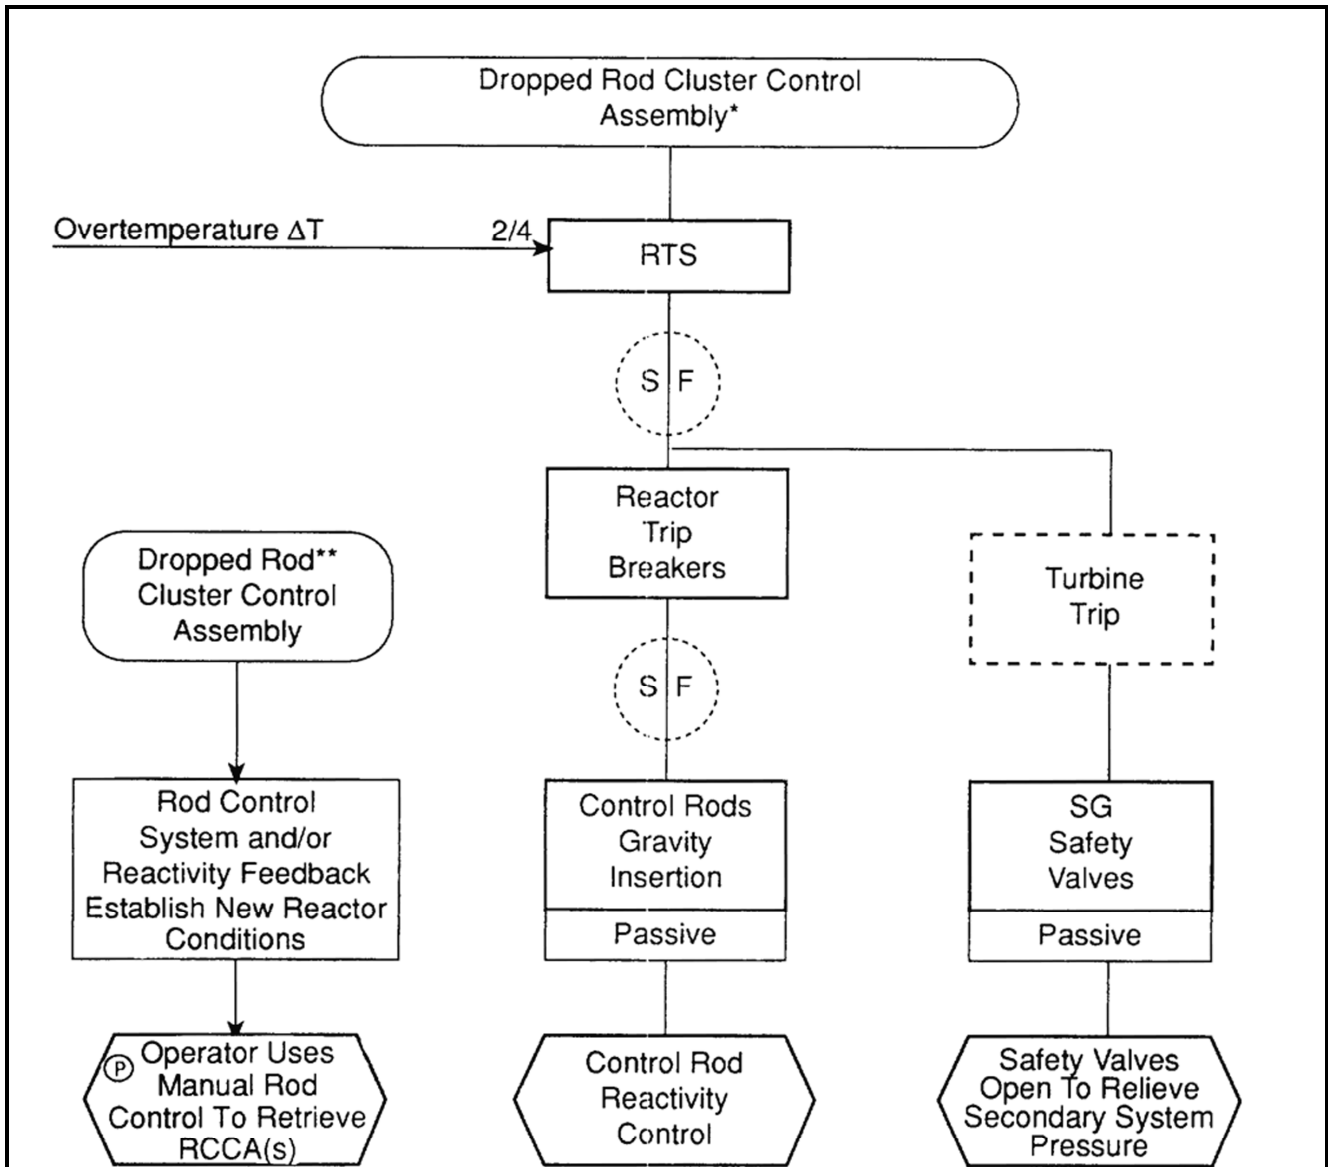 Dropped Rod Cluster Control
Assembly*
Overtemperature ΔT
2/4
RTS
S F
Reactor
Trip
Breakers
Turbine
Trip
Dropped Rod**
Cluster Control
Assembly
S F
Rod Control
System and/or
Reactivity Feedback
Establish New Reactor
Conditions
Control Rods
Gravity
Insertion
Passive
SG
Safety
Valves
Passive
P
Operator Uses
Manual Rod
Control To Retrieve
RCCA(s)
Control Rod
Reactivity
Control
Safety Valves
Open To Relieve
Secondary System
Pressure